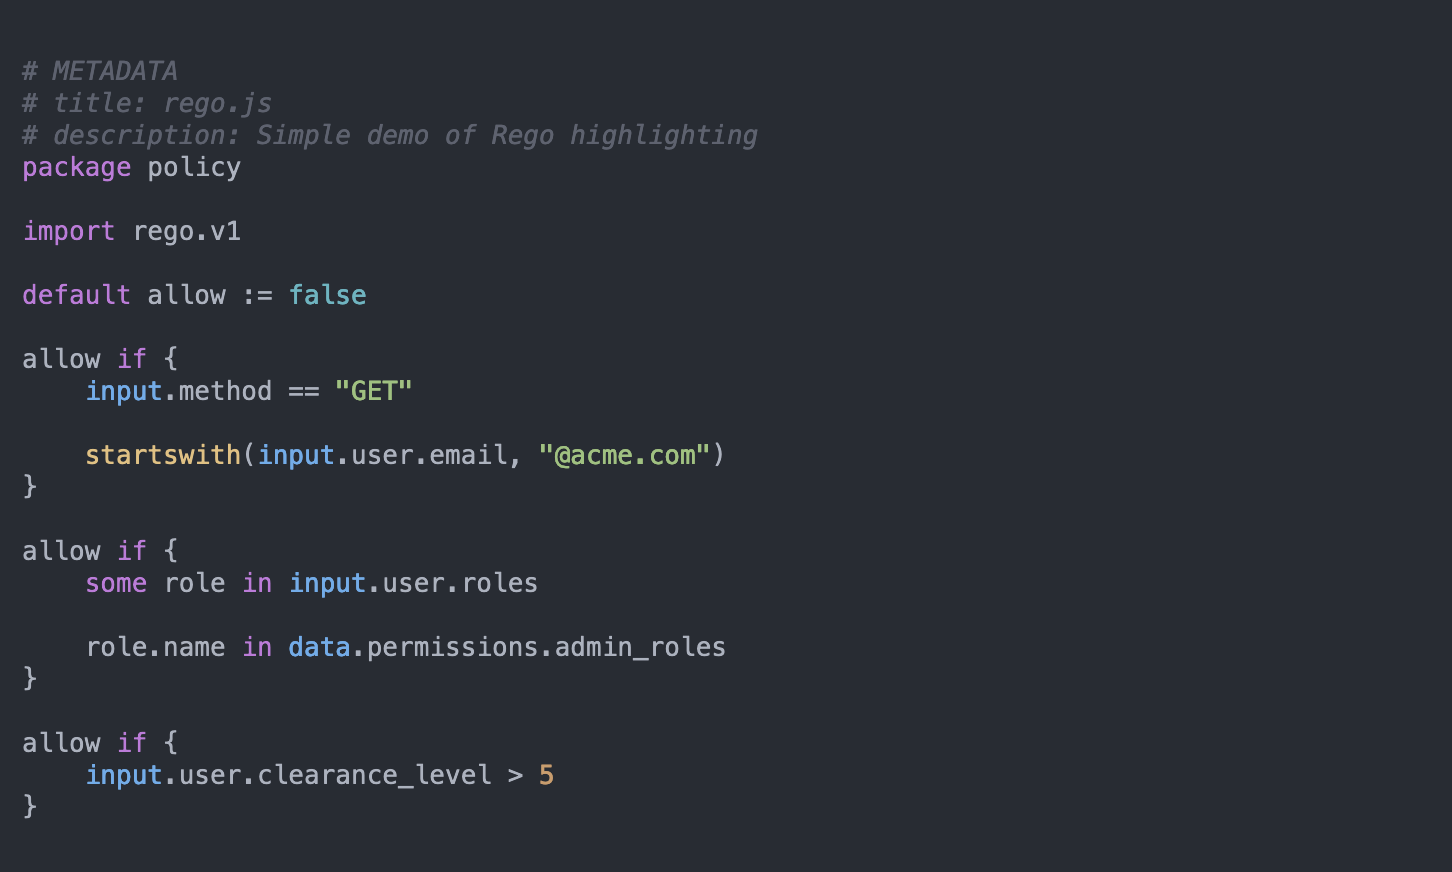 # METADATA
# title: rego.js
# description: Simple demo of Rego highlighting
package policy

import rego.v1

default allow := false

allow if {
    input.method == "GET"

    startswith(input.user.email, "@acme.com")
}

allow if {
    some role in input.user.roles

    role.name in data.permissions.admin_roles
}

allow if {
    input.user.clearance_level > 5
}